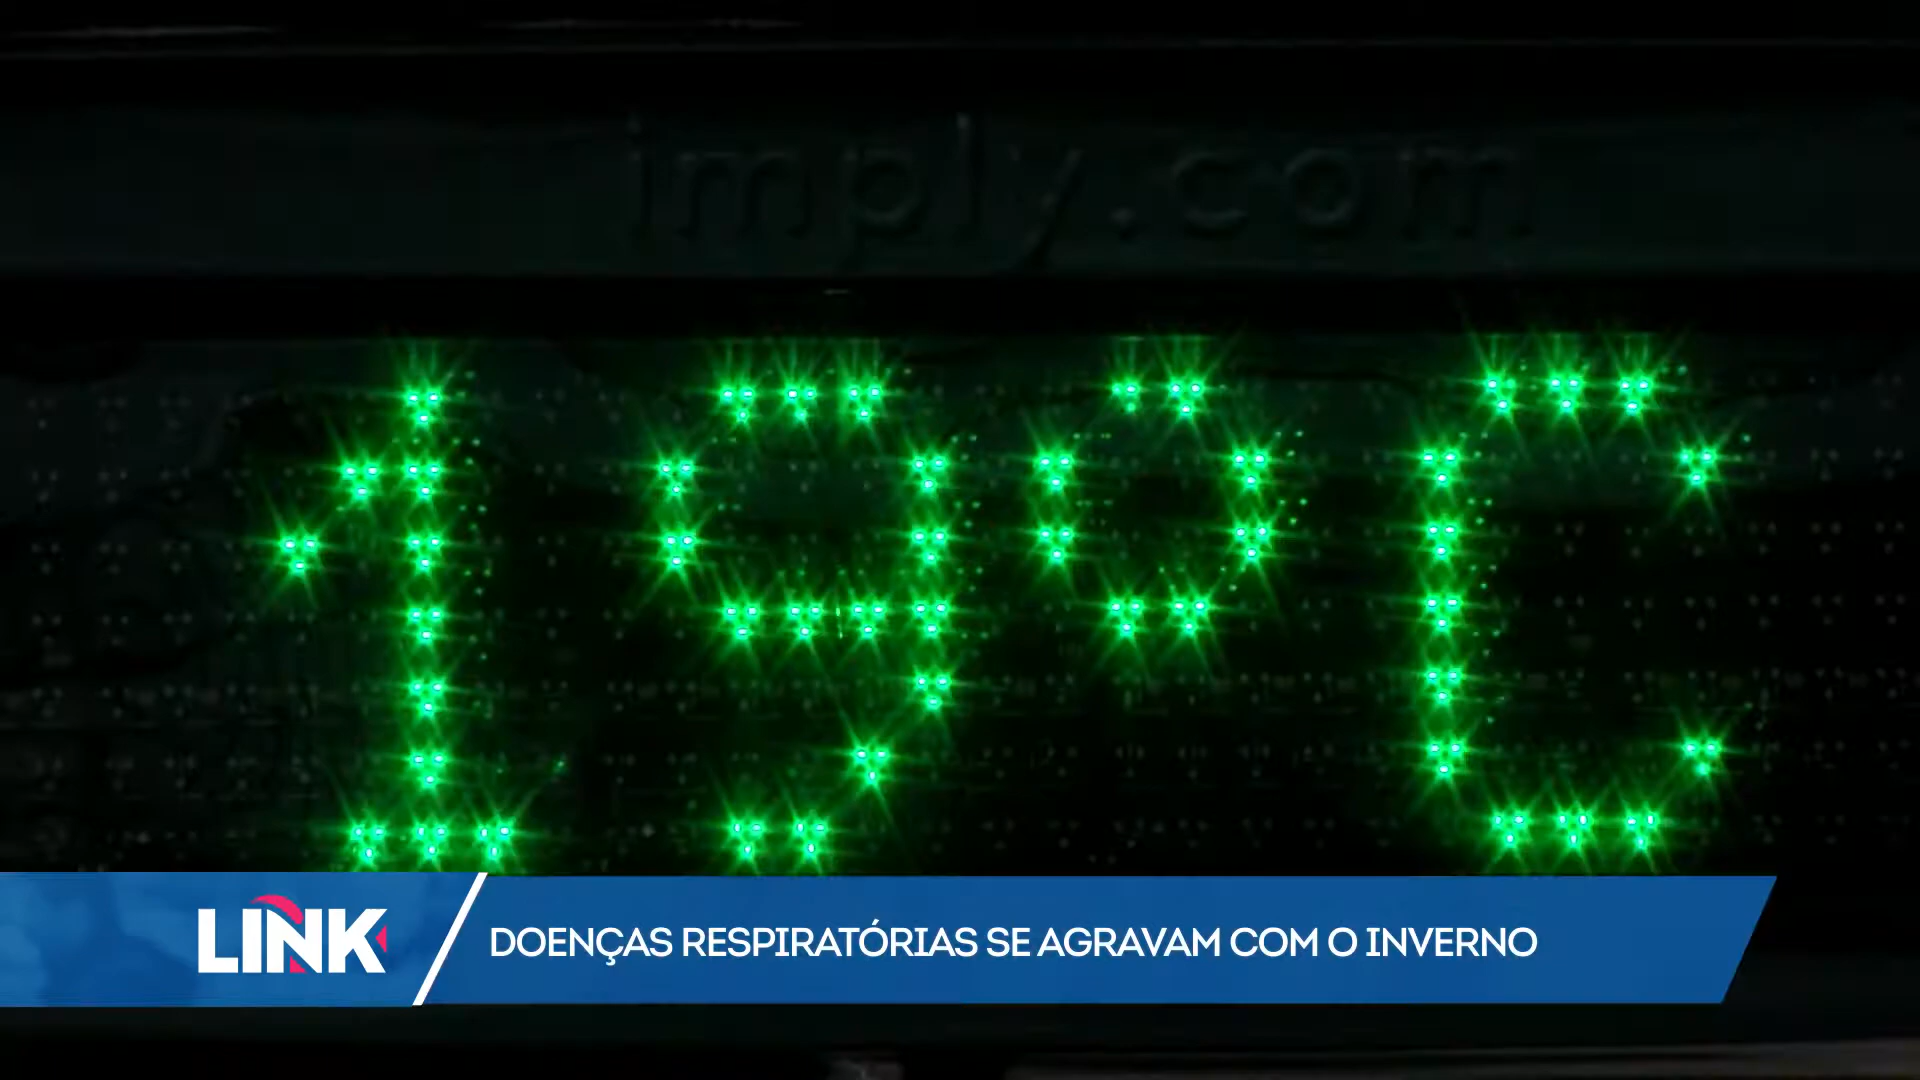 imply.com
19°C
LINK
DOENÇAS RESPIRATÓRIAS SE AGRAVAM COM O INVERNO